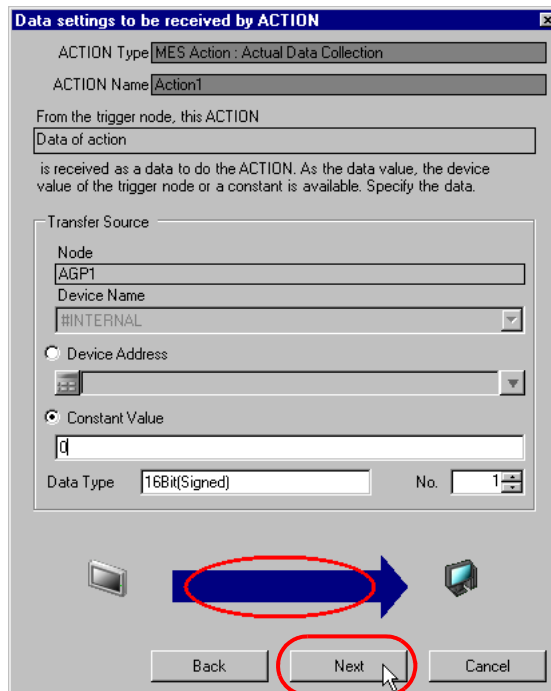 Data settings to be received by ACTION
ACTION Type MES Action : Actual Data Collection
ACTION Name Action1
From the trigger node, this ACTION
Data of action
is received as a data to do the ACTION. As the data value, the device
value of the trigger node or a constant is available. Specify the data.
Transfer Source
Node
AGP1
Device Name
#INTERNAL
Device Address
Constant Value
0
Data Type 16Bit(Signed) No. 1
Back Next Cancel